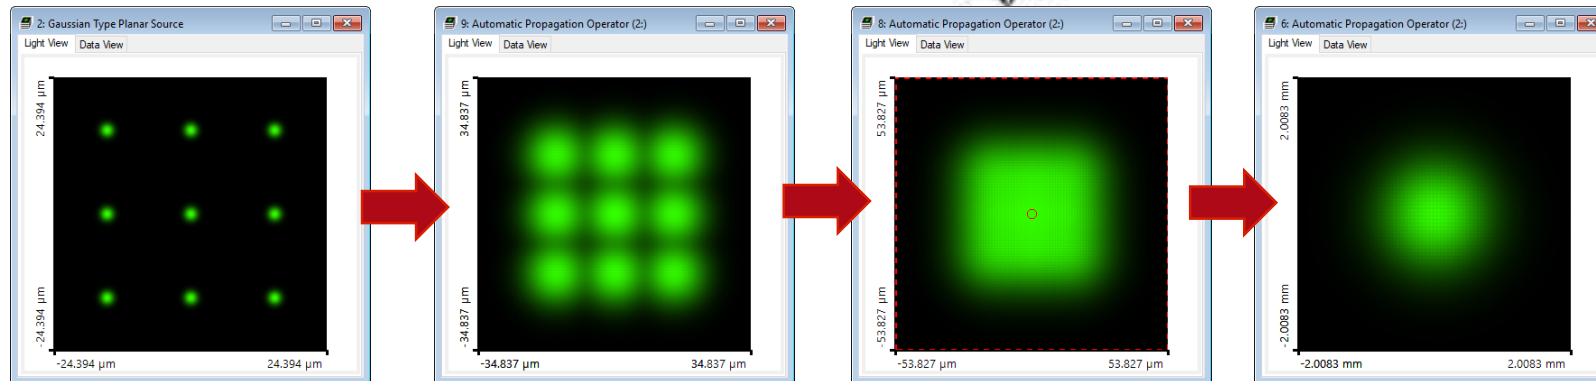 2: Gaussian Type Planar Source
Light View Data View
24.394 µm
-24.394 µm
-24.394 µm 24.394 µm
9: Automatic Propagation Operator (2:)
Light View Data View
34.837 µm
-34.837 µm
-34.837 µm 34.837 µm
8: Automatic Propagation Operator (2:)
Light View Data View
53.827 µm
-53.827 µm
-53.827 µm 53.827 µm
6: Automatic Propagation Operator (2:)
Light View Data View
2.0083 mm
-2.0083 mm
-2.0083 mm 2.0083 mm